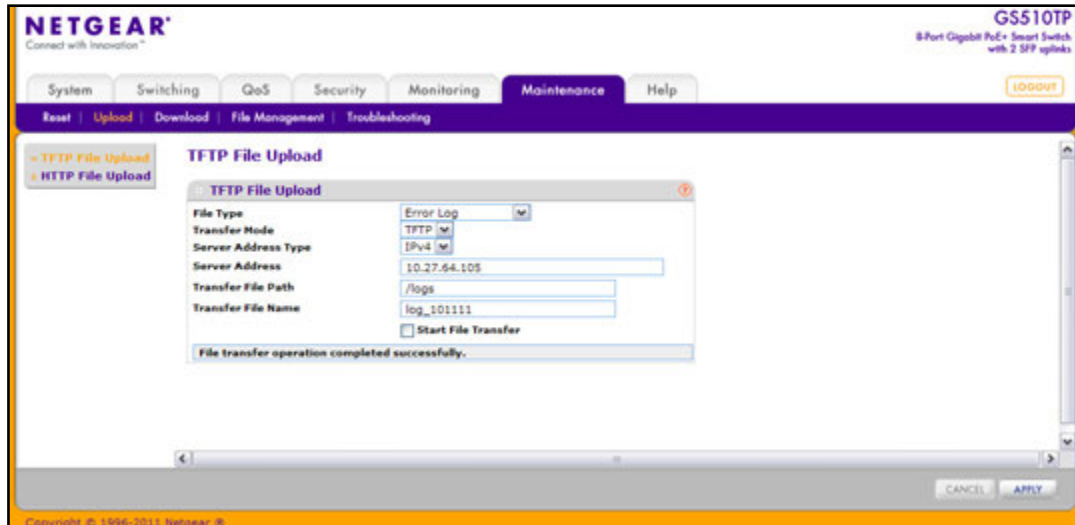 NETGEAR®
Connect with Innovation™
GS510TP
8-Port Gigabit PoE+ Smart Switch
with 2 SFP uplinks
System Switching QoS Security Monitoring Maintenance Help
LOGOUT
Reset | Upload | Download | File Management | Troubleshooting
TFTP File Upload
HTTP File Upload
TFTP File Upload
TFTP File Upload
File Type Error Log
Transfer Mode TFTP
Server Address Type IPv4
Server Address 10.27.64.105
Transfer File Path /logs
Transfer File Name log_101111
Start File Transfer
File transfer operation completed successfully.
CANCEL APPLY
Copyright © 1996-2011 Netgear ®